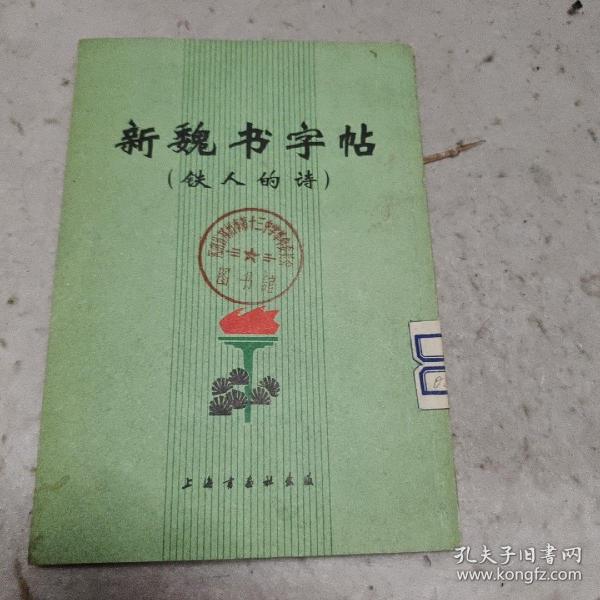 新魏书字帖
(铁人的诗)
图书馆
上海书画社出版
孔夫子旧书网
www.kongfz.com